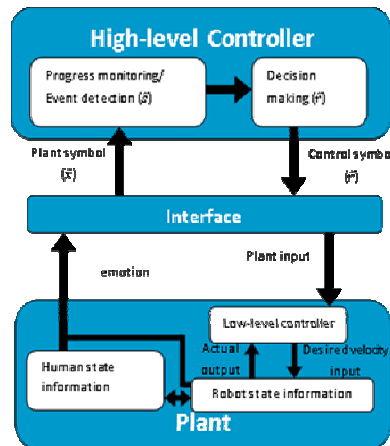 High-level Controller
Progress monitoring/
Event detection (s̃)
Decision
making (r̃)
Plant symbol
(x̃)
Control symbol
(r̃)
Interface
emotion
Plant input
Low-level controller
Human state
information
Actual
output
Desired velocity
input
Robot state information
Plant